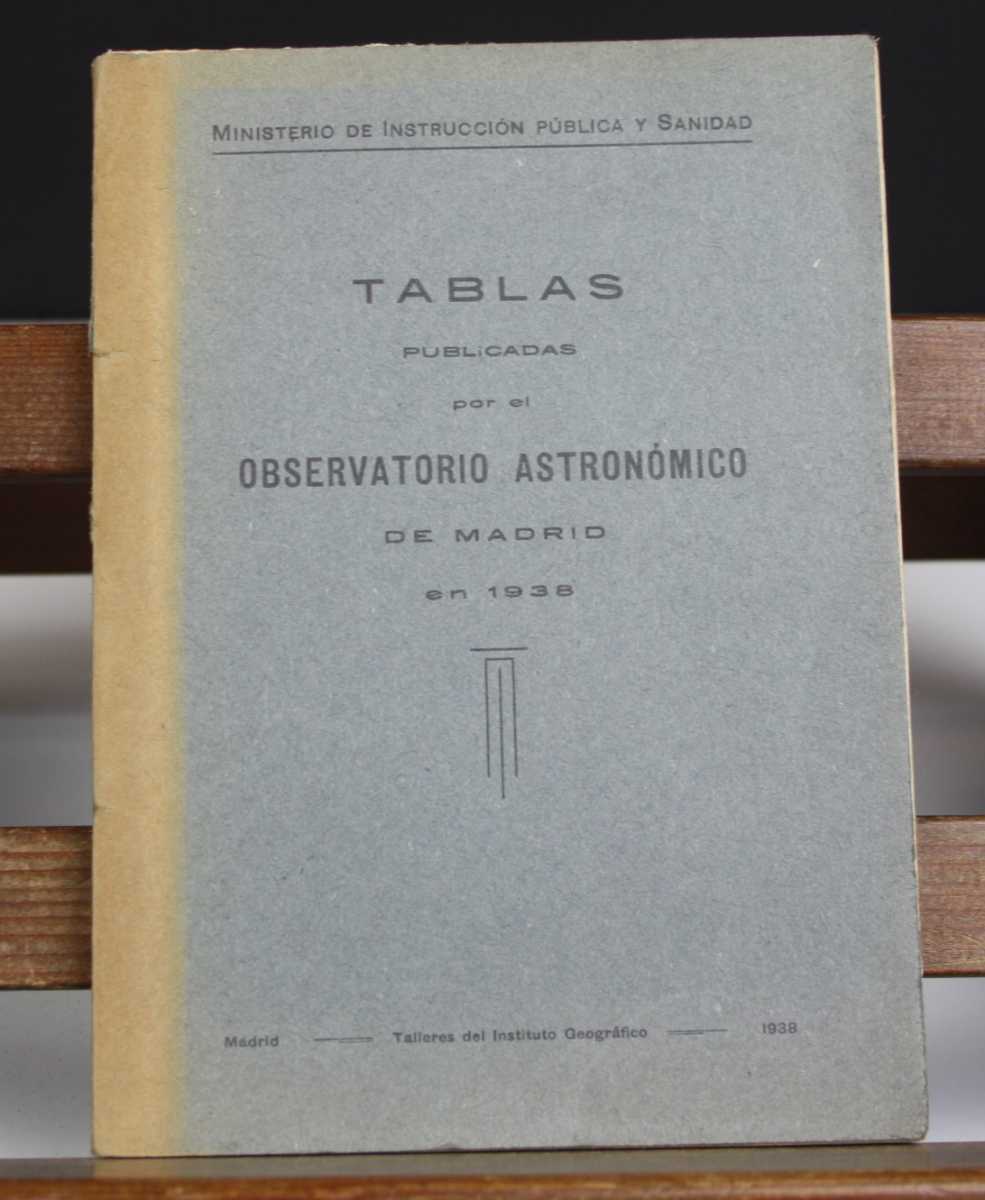 MINISTERIO DE INSTRUCCIÓN PÚBLICA Y SANIDAD
TABLAS
PUBLiCADAS
por el
OBSERVATORIO ASTRONÓMICO
DE MADRID
en 1938
Madrid Talleres del Instituto Geográfico 1938